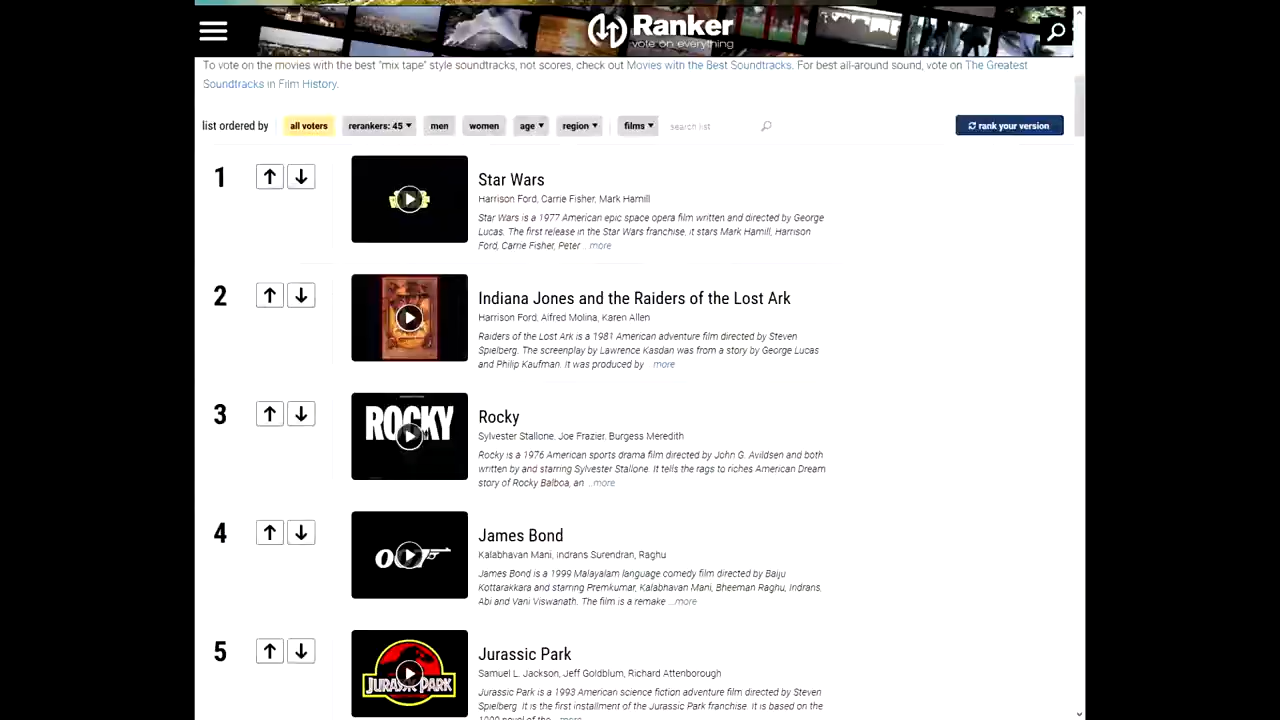 Ranker
vote on everything
To vote on the movies with the best "mix tape" style soundtracks, not scores, check out Movies with the Best Soundtracks. For best all-around sound, vote on The Greatest
Soundtracks in Film History.
list ordered by all voters rerankers: 45 men women age region films search list rank your version
1
Star Wars
Harrison Ford, Carrie Fisher, Mark Hamill
Star Wars is a 1977 American epic space opera film written and directed by George
Lucas. The first release in the Star Wars franchise, it stars Mark Hamill, Harrison
Ford, Carrie Fisher, Peter ...more
2
Indiana Jones and the Raiders of the Lost Ark
Harrison Ford, Alfred Molina, Karen Allen
Raiders of the Lost Ark is a 1981 American adventure film directed by Steven
Spielberg. The screenplay by Lawrence Kasdan was from a story by George Lucas
and Philip Kaufman. It was produced by ...more
3
ROCKY
Rocky
Sylvester Stallone, Joe Frazier, Burgess Meredith
Rocky is a 1976 American sports drama film directed by John G. Avildsen and both
written by and starring Sylvester Stallone. It tells the rags to riches American Dream
story of Rocky Balboa, an ...more
4
007
James Bond
Kalabhavan Mani, Indrans Surendran, Raghu
James Bond is a 1999 Malayalam language comedy film directed by Baiju
Kottarakkara and starring Premkumar, Kalabhavan Mani, Bheeman Raghu, Indrans,
Abi and Vani Viswanath. The film is a remake ...more
5
JURASSIC PARK
Jurassic Park
Samuel L. Jackson, Jeff Goldblum, Richard Attenborough
Jurassic Park is a 1993 American science fiction adventure film directed by Steven
Spielberg. It is the first installment of the Jurassic Park franchise. It is based on the
1990 novel of the ...more